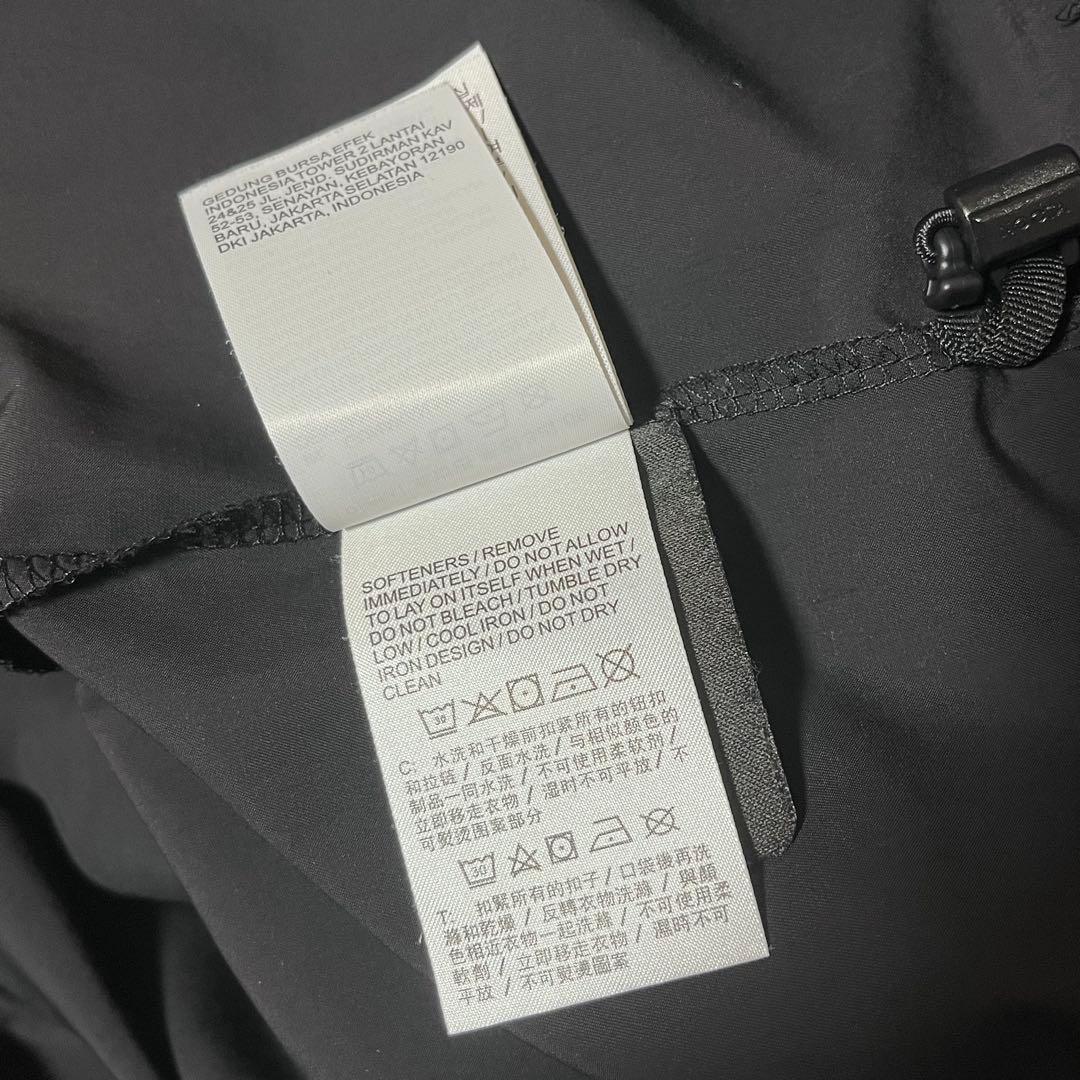 GEDUNG BURSA EFEK
INDONESIA TOWER 2 LANTAI
24&25 JL. JEND. SUDIRMAN KAV
52-53, SENAYAN, KEBAYORAN
BARU, JAKARTA SELATAN 12190
DKI JAKARTA, INDONESIA
SOFTENERS / REMOVE
IMMEDIATELY / DO NOT ALLOW
TO LAY ON ITSELF WHEN WET /
DO NOT BLEACH / TUMBLE DRY
LOW / COOL IRON / DO NOT
IRON DESIGN / DO NOT DRY
CLEAN
30
C: 水洗和干燥前扣紧所有的钮扣
和拉链 / 反面水洗 / 与相似颜色的
制品一同水洗 / 不可使用柔软剂 /
立即移走衣物 / 湿时不可平放 / 不
可熨烫图案部分
30
T: 扣紧所有的扣子 / 口袋後再洗
滌和乾燥 / 反轉衣物洗滌 / 與顏
色相近衣物一起洗滌 / 不可使用柔
軟劑 / 立即移走衣物 / 濕時不可
平放 / 不可熨燙圖案